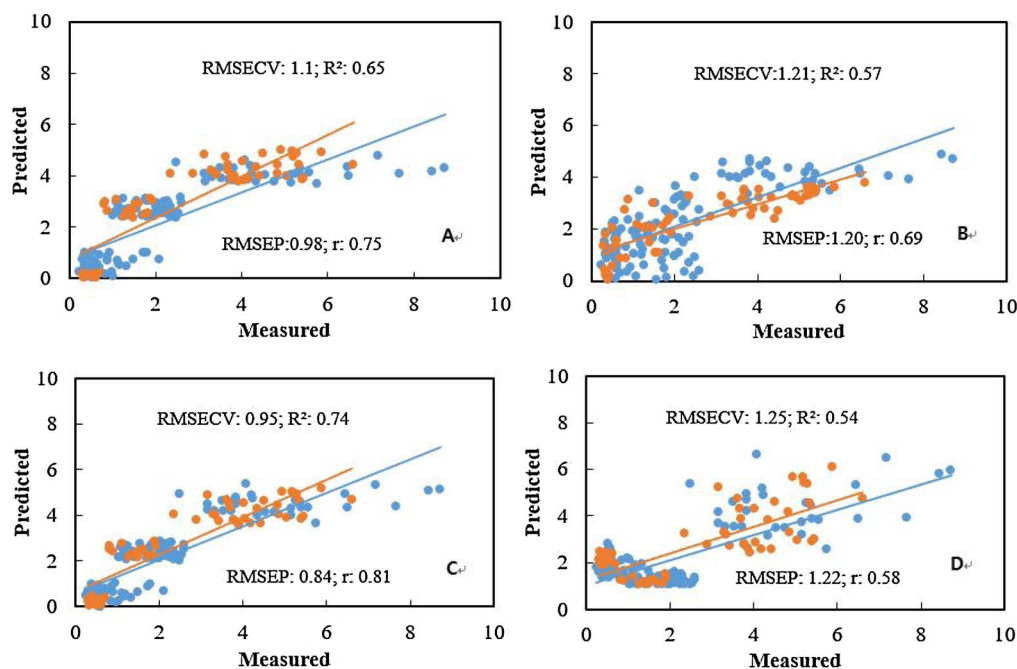 10
8
6
4
2
0
Predicted
RMSECV: 1.1; R²: 0.65
RMSEP:0.98; r: 0.75
A
0 2 4 6 8 10
Measured
10
8
6
4
2
0
Predicted
RMSECV:1.21; R²: 0.57
RMSEP:1.20; r: 0.69
B
0 2 4 6 8 10
Measured
10
8
6
4
2
0
Predicted
RMSECV: 0.95; R²: 0.74
RMSEP: 0.84; r: 0.81
C
0 2 4 6 8 10
Measured
10
8
6
4
2
0
Predicted
RMSECV: 1.25; R²: 0.54
RMSEP: 1.22; r: 0.58
D
0 2 4 6 8 10
Measured